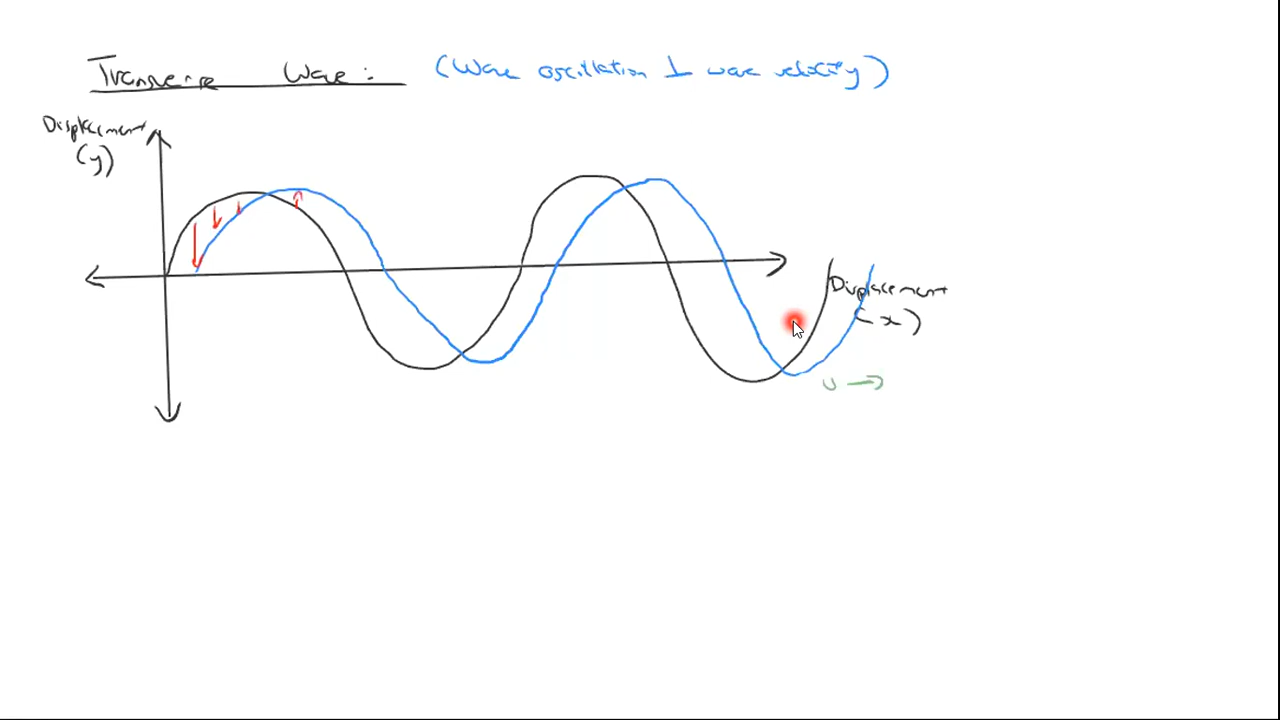 Transverse Wave : (Wave oscillation ⊥ wave velocity)
Displacement
(y)
Displacement
(x)
v →